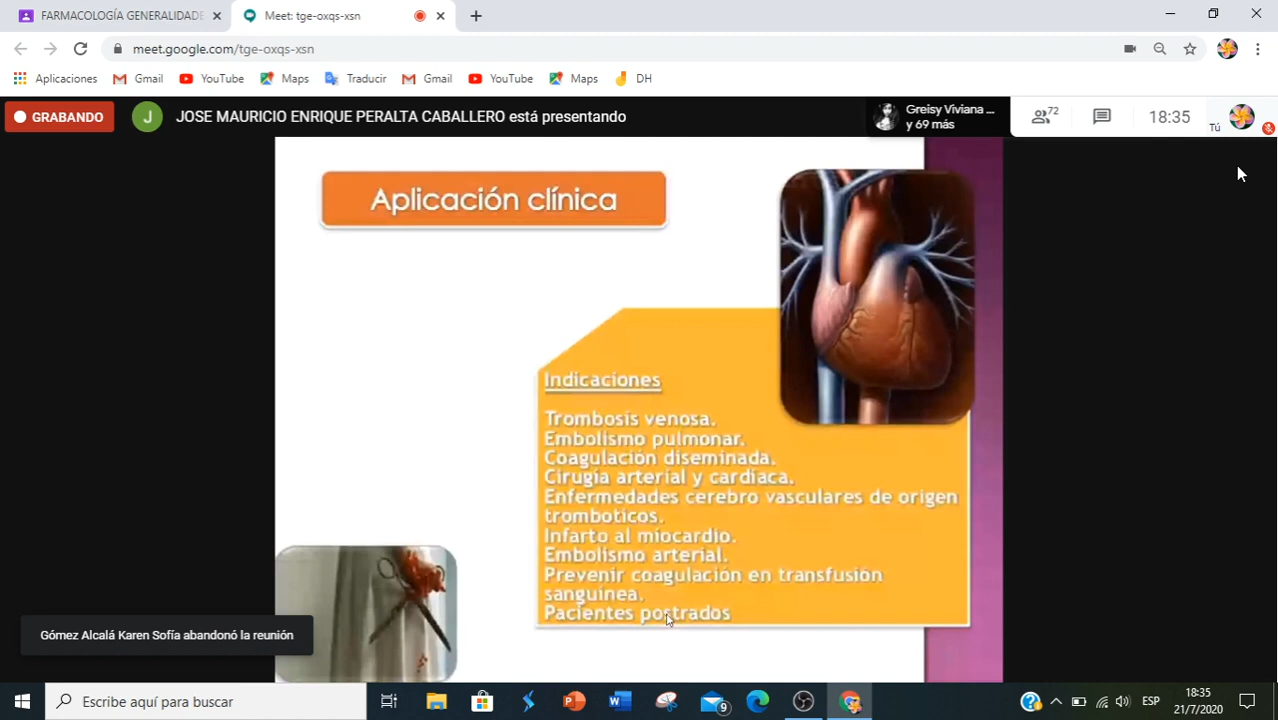 FARMACOLOGÍA GENERALIDADE
Meet: tge-oxqs-xsn
meet.google.com/tge-oxqs-xsn
Aplicaciones
Gmail
YouTube
Maps
Traducir
Gmail
YouTube
Maps
DH
GRABANDO
J
JOSE MAURICIO ENRIQUE PERALTA CABALLERO está presentando
Greisy Viviana ...
y 69 más
72
18:35
Tú
Aplicación clínica
Indicaciones
Trombosis venosa.
Embolismo pulmonar.
Coagulación diseminada.
Cirugía arterial y cardíaca.
Enfermedades cerebro vasculares de origen
tromboticos.
Infarto al miocardio.
Embolismo arterial.
Prevenir coagulación en transfusión
sanguínea.
Pacientes postrados
Gómez Alcalá Karen Sofía abandonó la reunión
Escribe aquí para buscar
9
ESP
18:35
21/7/2020